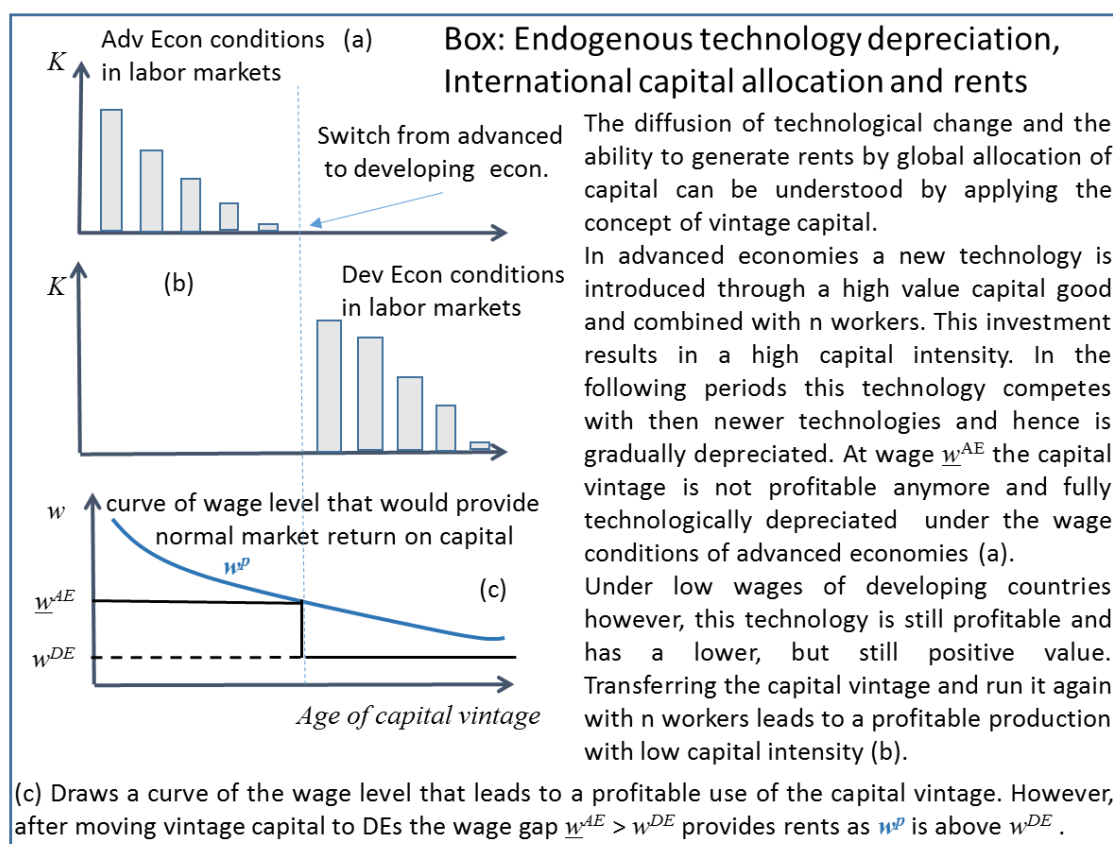 Box: Endogenous technology depreciation,
International capital allocation and rents
Adv Econ conditions (a)
in labor markets
K
Switch from advanced
to developing econ.
(b)
K
Dev Econ conditions
in labor markets
w
curve of wage level that would provide
normal market return on capital
wᵖ
(c)
w̲ᴬᴱ
wᴰᴱ
Age of capital vintage
The diffusion of technological change and the
ability to generate rents by global allocation of
capital can be understood by applying the
concept of vintage capital.
In advanced economies a new technology is
introduced through a high value capital good
and combined with n workers. This investment
results in a high capital intensity. In the
following periods this technology competes
with then newer technologies and hence is
gradually depreciated. At wage w̲ᴬᴱ the capital
vintage is not profitable anymore and fully
technologically depreciated under the wage
conditions of advanced economies (a).
Under low wages of developing countries
however, this technology is still profitable and
has a lower, but still positive value.
Transferring the capital vintage and run it again
with n workers leads to a profitable production
with low capital intensity (b).
(c) Draws a curve of the wage level that leads to a profitable use of the capital vintage. However,
after moving vintage capital to DEs the wage gap w̲ᴬᴱ > wᴰᴱ provides rents as wᵖ is above wᴰᴱ .